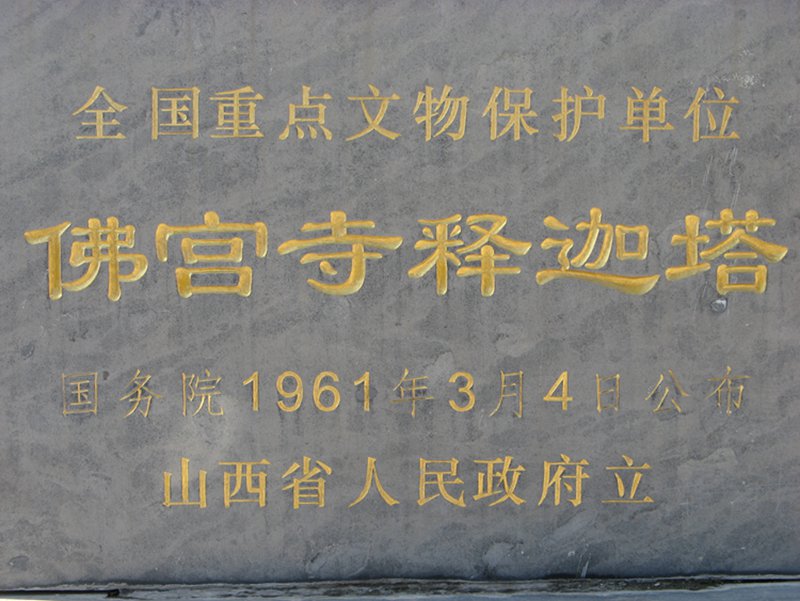 全国重点文物保护单位
佛宫寺释迦塔
国务院1961年3月4日公布
山西省人民政府立